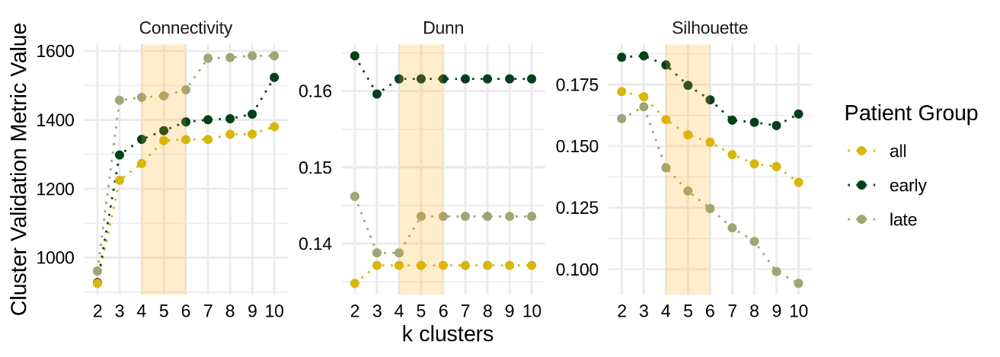 Connectivity
Dunn
Silhouette
Cluster Validation Metric Value
1600
1400
1200
1000
0.16
0.15
0.14
0.175
0.150
0.125
0.100
2 3 4 5 6 7 8 9 10
2 3 4 5 6 7 8 9 10
2 3 4 5 6 7 8 9 10
k clusters
Patient Group
all
early
late